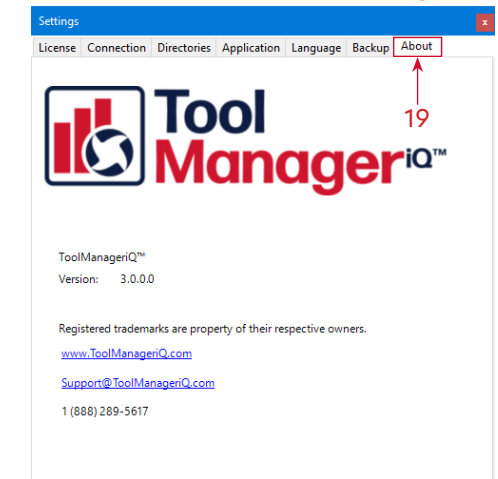 Settings
x
License Connection Directories Application Language Backup About
19
Tool
ManageriQ™
ToolManageriQ™
Version: 3.0.0.0
Registered trademarks are property of their respective owners.
www.ToolManageriQ.com
Support@ToolManageriQ.com
1 (888) 289-5617